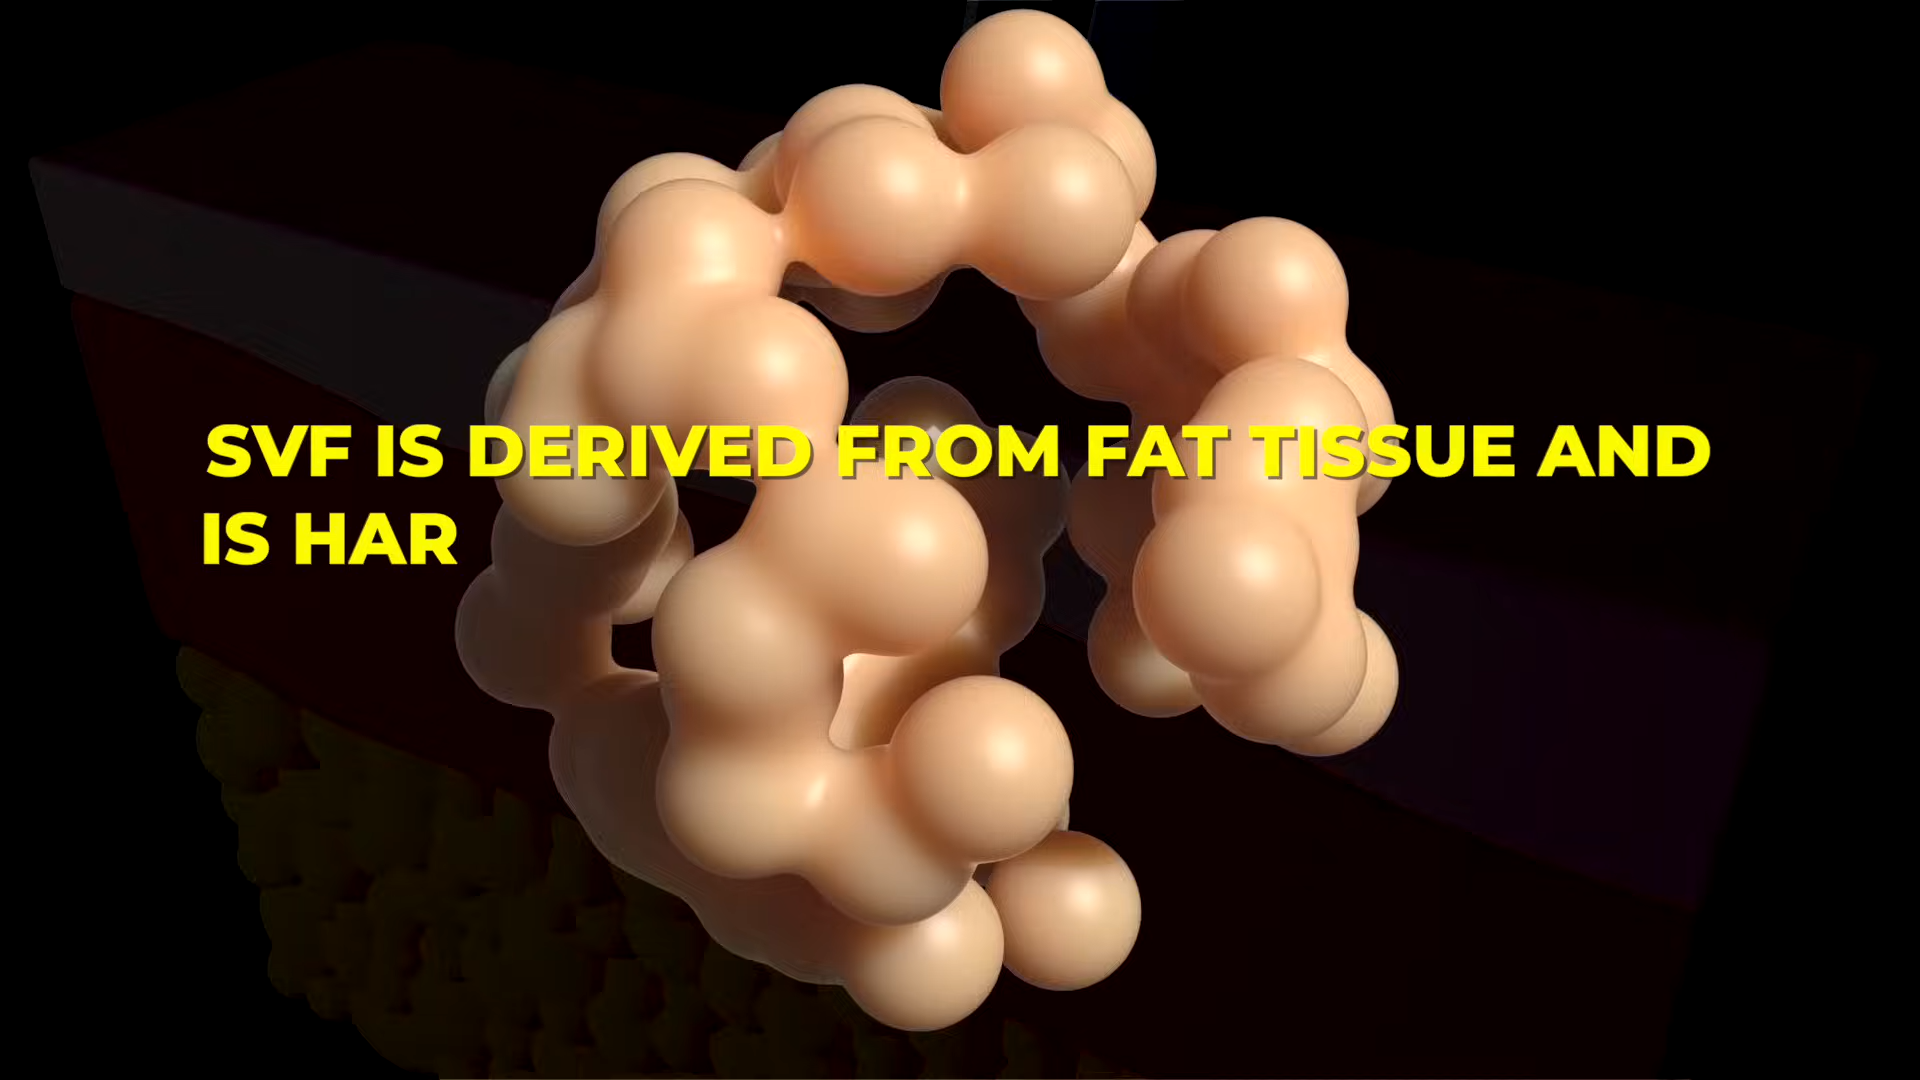 SVF IS DERIVED FROM FAT TISSUE AND
IS HAR